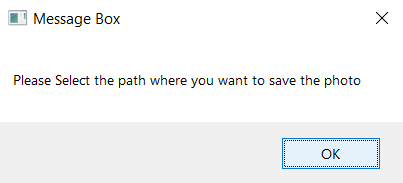 Message Box
Please Select the path where you want to save the photo
OK